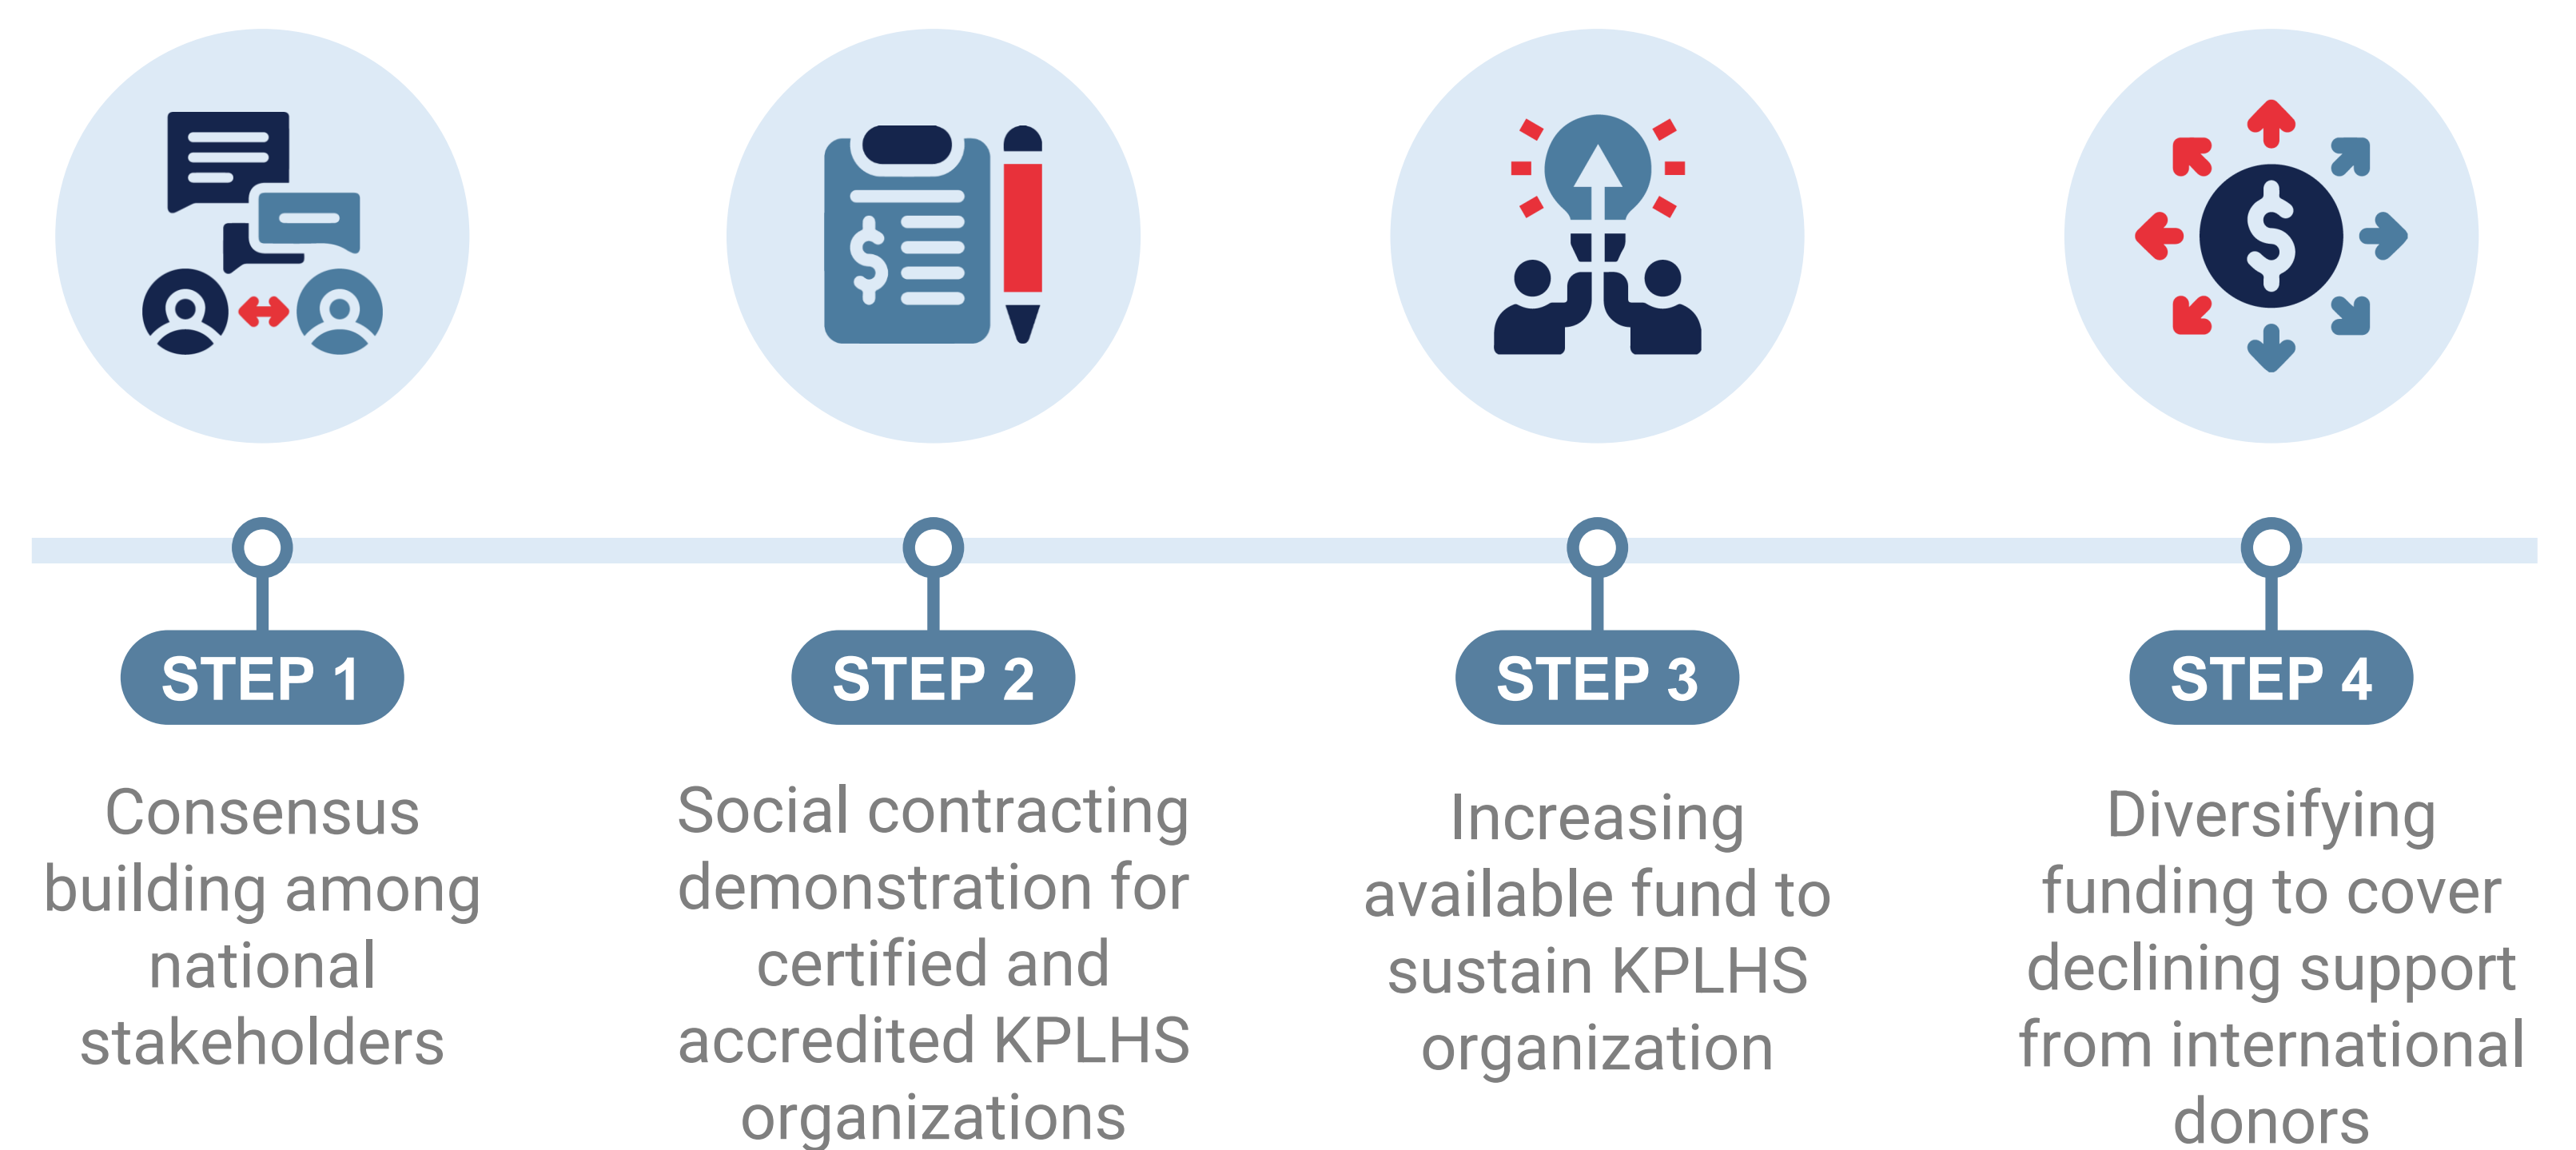 STEP 1
Consensus
building among
national
stakeholders
STEP 2
Social contracting
demonstration for
certified and
accredited KPLHS
organizations
STEP 3
Increasing
available fund to
sustain KPLHS
organization
STEP 4
Diversifying
funding to cover
declining support
from international
donors